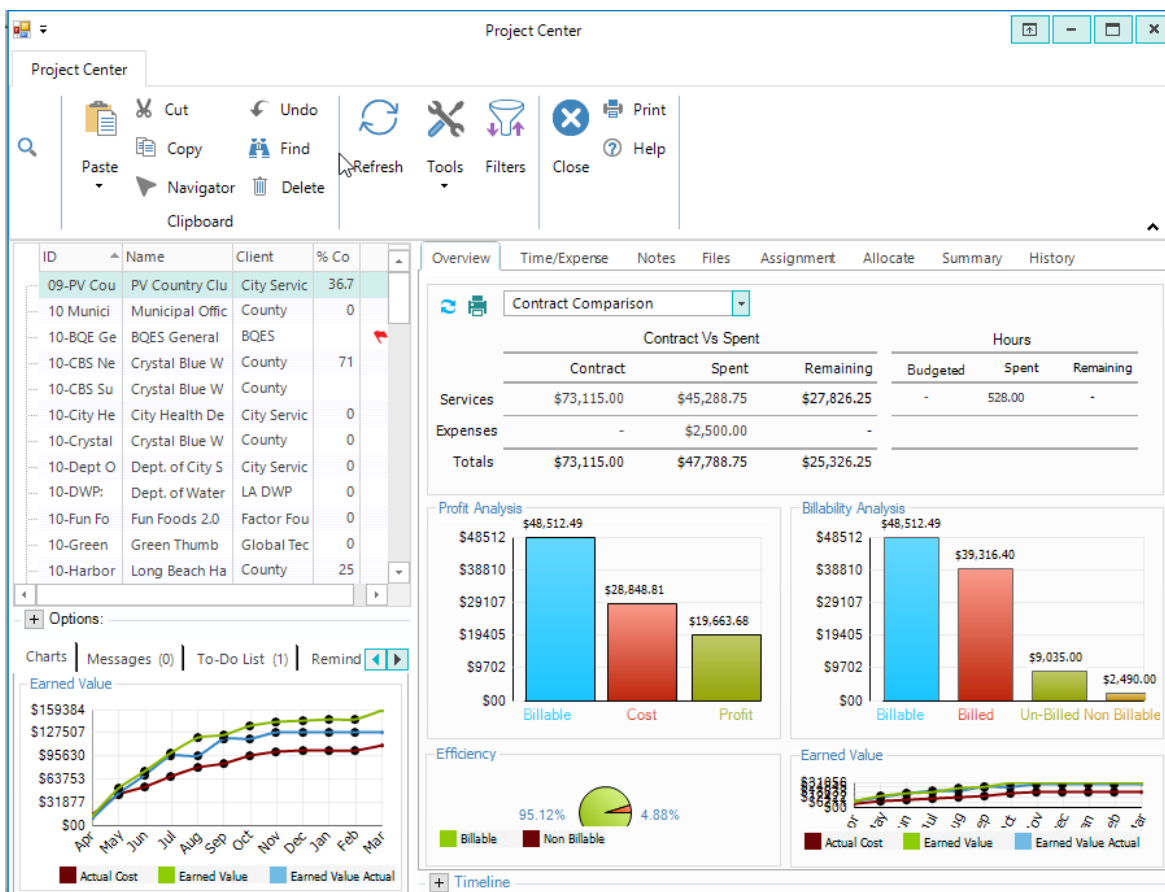 Project Center
Project Center
Paste
Cut
Copy
Navigator
Undo
Find
Delete
Clipboard
Refresh
Tools
Filters
Close
Print
Help
ID Name Client % Co
09-PV Cou PV Country Clu City Servic 36.7
10 Munici Municipal Offic County 0
10-BQE Ge BQES General BQES
10-CBS Ne Crystal Blue W County 71
10-CBS Su Crystal Blue W County
10-City He City Health De City Servic 0
10-Crystal Crystal Blue W County 0
10-Dept O Dept. of City S City Servic 0
10-DWP: Dept. of Water LA DWP 0
10-Fun Fo Fun Foods 2.0 Factor Fou 0
10-Green Green Thumb Global Tec 0
10-Harbor Long Beach Ha County 25
Options:
Charts Messages (0) To-Do List (1) Remind
Earned Value
$159384
$127507
$95630
$63753
$31877
$00
Apr May Jun Jul Aug Sep Oct Nov Dec Jan Feb Mar
Actual Cost Earned Value Earned Value Actual
Overview Time/Expense Notes Files Assignment Allocate Summary History
Contract Comparison
Contract Vs Spent Hours
Contract Spent Remaining Budgeted Spent Remaining
Services $73,115.00 $45,288.75 $27,826.25 - 528.00 -
Expenses - $2,500.00 -
Totals $73,115.00 $47,788.75 $25,326.25
Profit Analysis
$48,512.49
$28,848.81
$19,663.68
$48512
$38810
$29107
$19405
$9702
$00
Billable Cost Profit
Billability Analysis
$48,512.49
$39,316.40
$9,035.00
$2,490.00
$48512
$38810
$29107
$19405
$9702
$00
Billable Billed Un-Billed Non Billable
Efficiency
95.12% 4.88%
Billable Non Billable
Earned Value
$00
Actual Cost Earned Value Earned Value Actual
Timeline